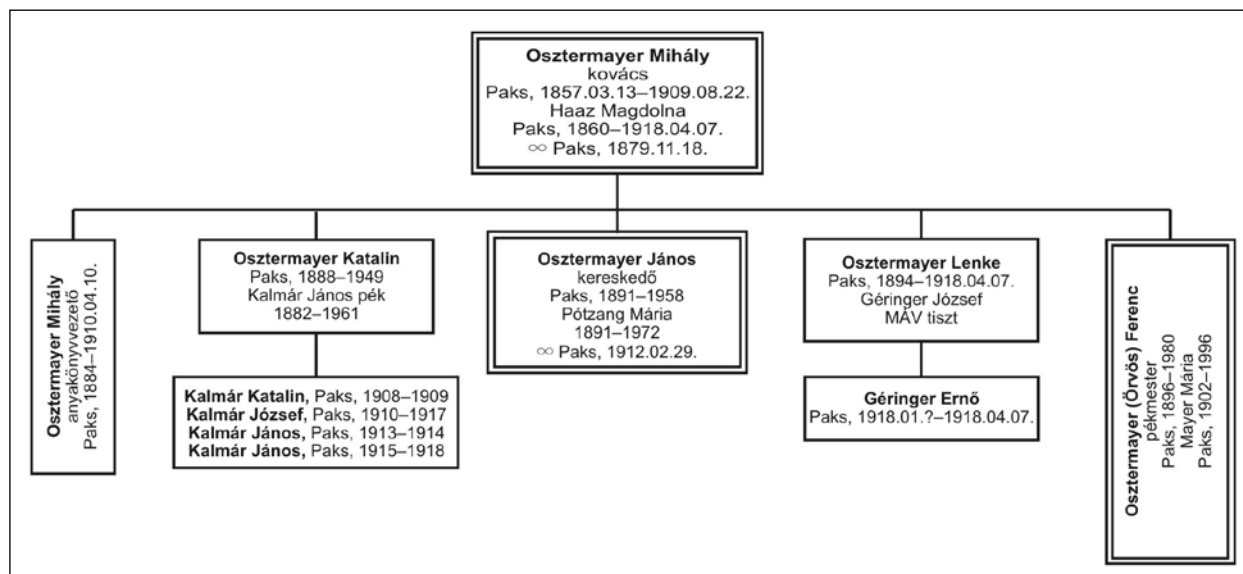 Osztermayer Mihály
kovács
Paks, 1857.03.13–1909.08.22.
Haaz Magdolna
Paks, 1860–1918.04.07.
∞ Paks, 1879.11.18.
Osztermayer Mihály
anyakönyvvezető
Paks, 1884–1910.04.10.
Osztermayer Katalin
Paks, 1888–1949
Kalmár János pék
1882–1961
Kalmár Katalin, Paks, 1908–1909
Kalmár József, Paks, 1910–1917
Kalmár János, Paks, 1913–1914
Kalmár János, Paks, 1915–1918
Osztermayer János
kereskedő
Paks, 1891–1958
Pótzang Mária
1891–1972
∞ Paks, 1912.02.29.
Osztermayer Lenke
Paks, 1894–1918.04.07.
Géringer József
MÁV tiszt
Géringer Ernő
Paks, 1918.01.?–1918.04.07.
Osztermayer (Örvös) Ferenc
pékmester
Paks, 1896–1980
Mayer Mária
Paks, 1902–1996